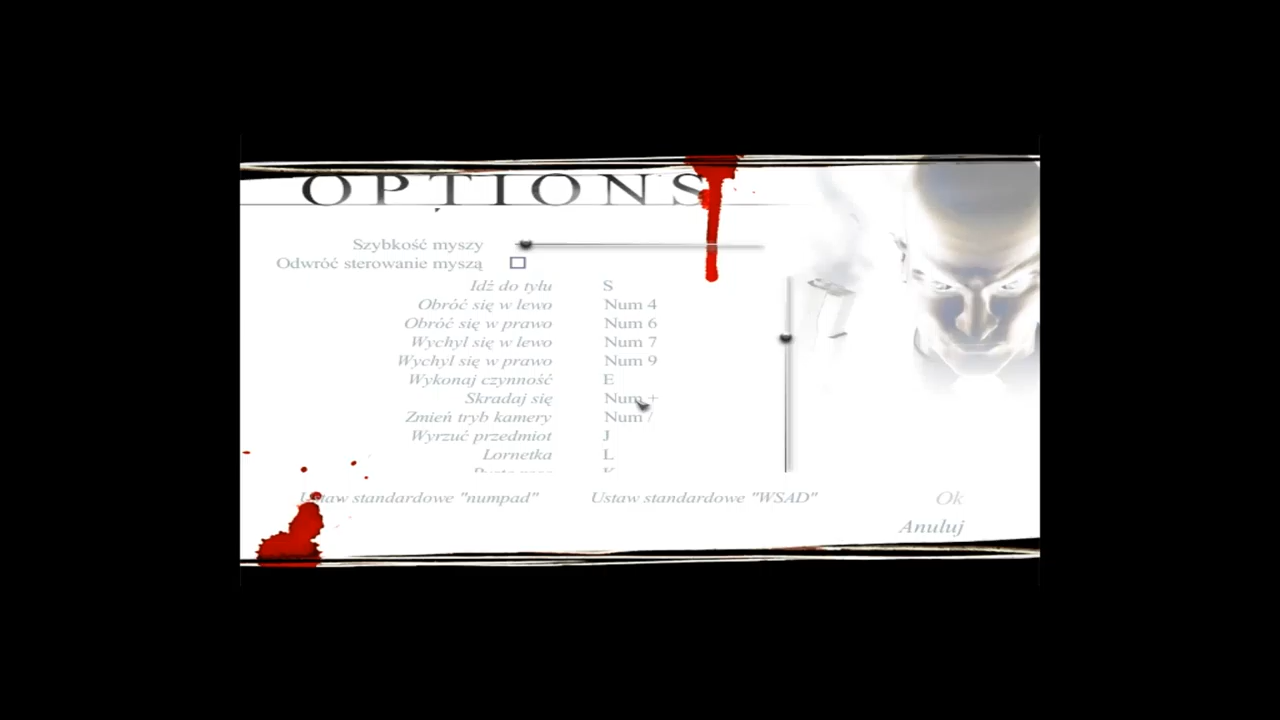 OPTIONS
Szybkość myszy
Odwróć sterowanie myszą
Idź do tyłu S
Obróć się w lewo Num 4
Obróć się w prawo Num 6
Wychyl się w lewo Num 7
Wychyl się w prawo Num 9
Wykonaj czynność E
Skradaj się Num +
Zmień tryb kamery Num /
Wyrzuć przedmiot J
Lornetka L
Ustaw standardowe "numpad" Ustaw standardowe "WSAD" Ok
Anuluj